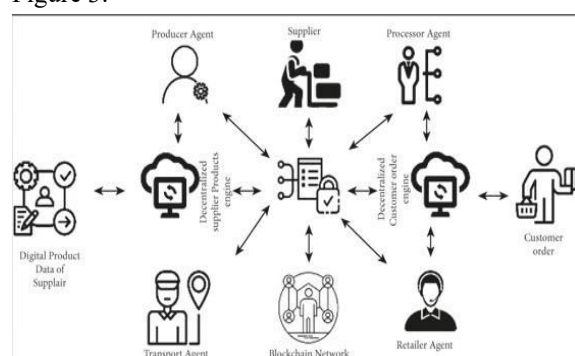 Figure 3.
Producer Agent
Supplier
Processor Agent
Decentralized
supplier Products
engine
Decentralized
Customer order
engine
Digital Product
Data of
Supplair
Customer
order
Transport Agent
Blockchain Network
Retailer Agent